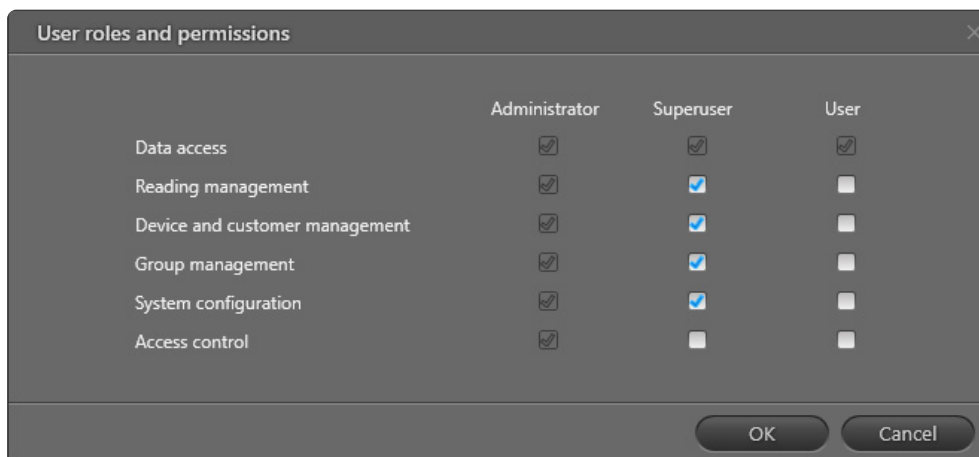 User roles and permissions
Administrator Superuser User
Data access
Reading management
Device and customer management
Group management
System configuration
Access control
OK Cancel